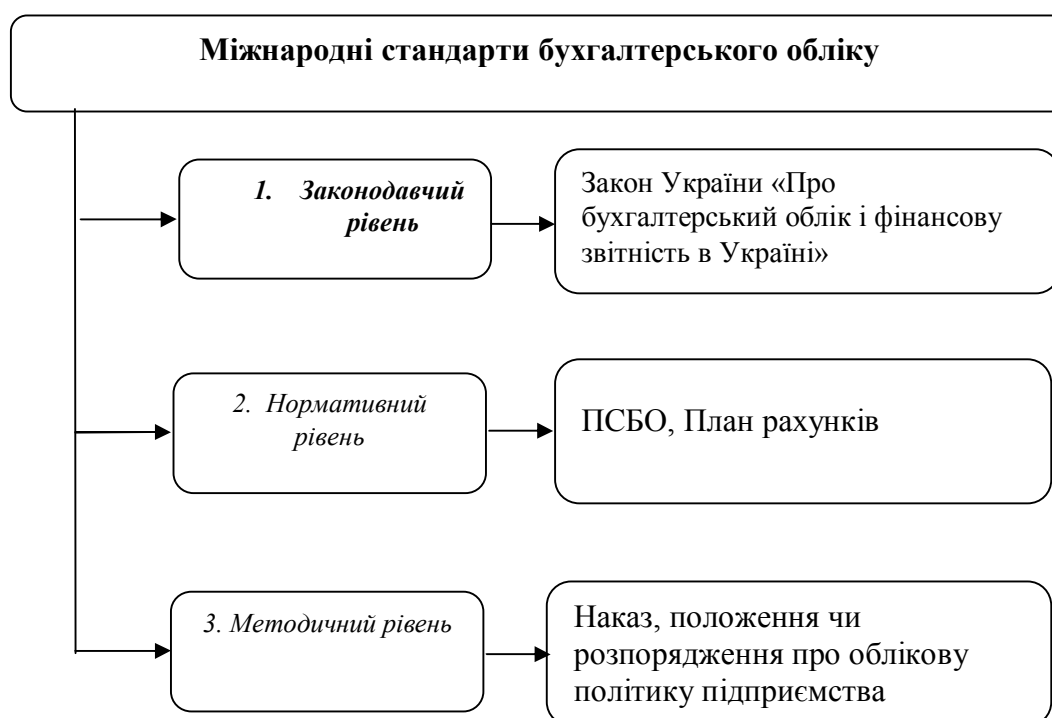 Міжнародні стандарти бухгалтерського обліку
1. Законодавчий
рівень
Закон України «Про
бухгалтерський облік і фінансову
звітність в Україні»
2. Нормативний
рівень
ПСБО, План рахунків
3. Методичний рівень
Наказ, положення чи
розпорядження про облікову
політику підприємства